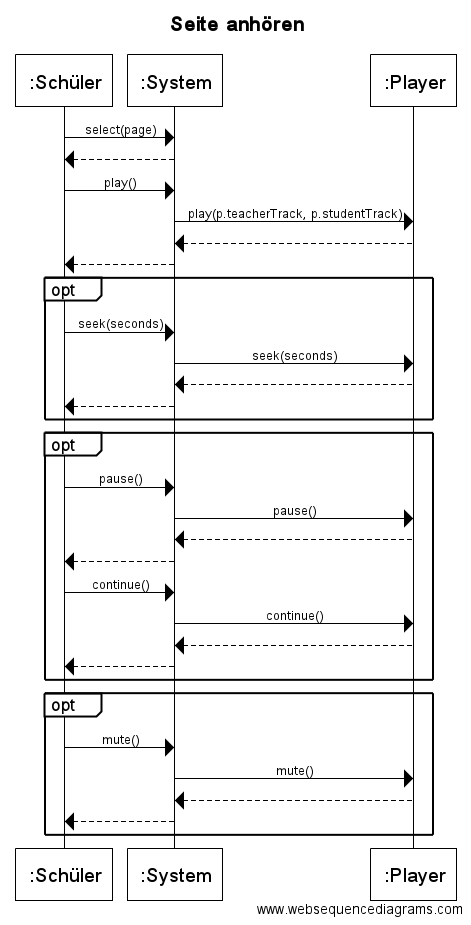 Seite anhören
:Schüler :System :Player
select(page)
play()
play(p.teacherTrack, p.studentTrack)
opt
seek(seconds)
seek(seconds)
opt
pause()
pause()
continue()
continue()
opt
mute()
mute()
:Schüler :System :Player
www.websequencediagrams.com